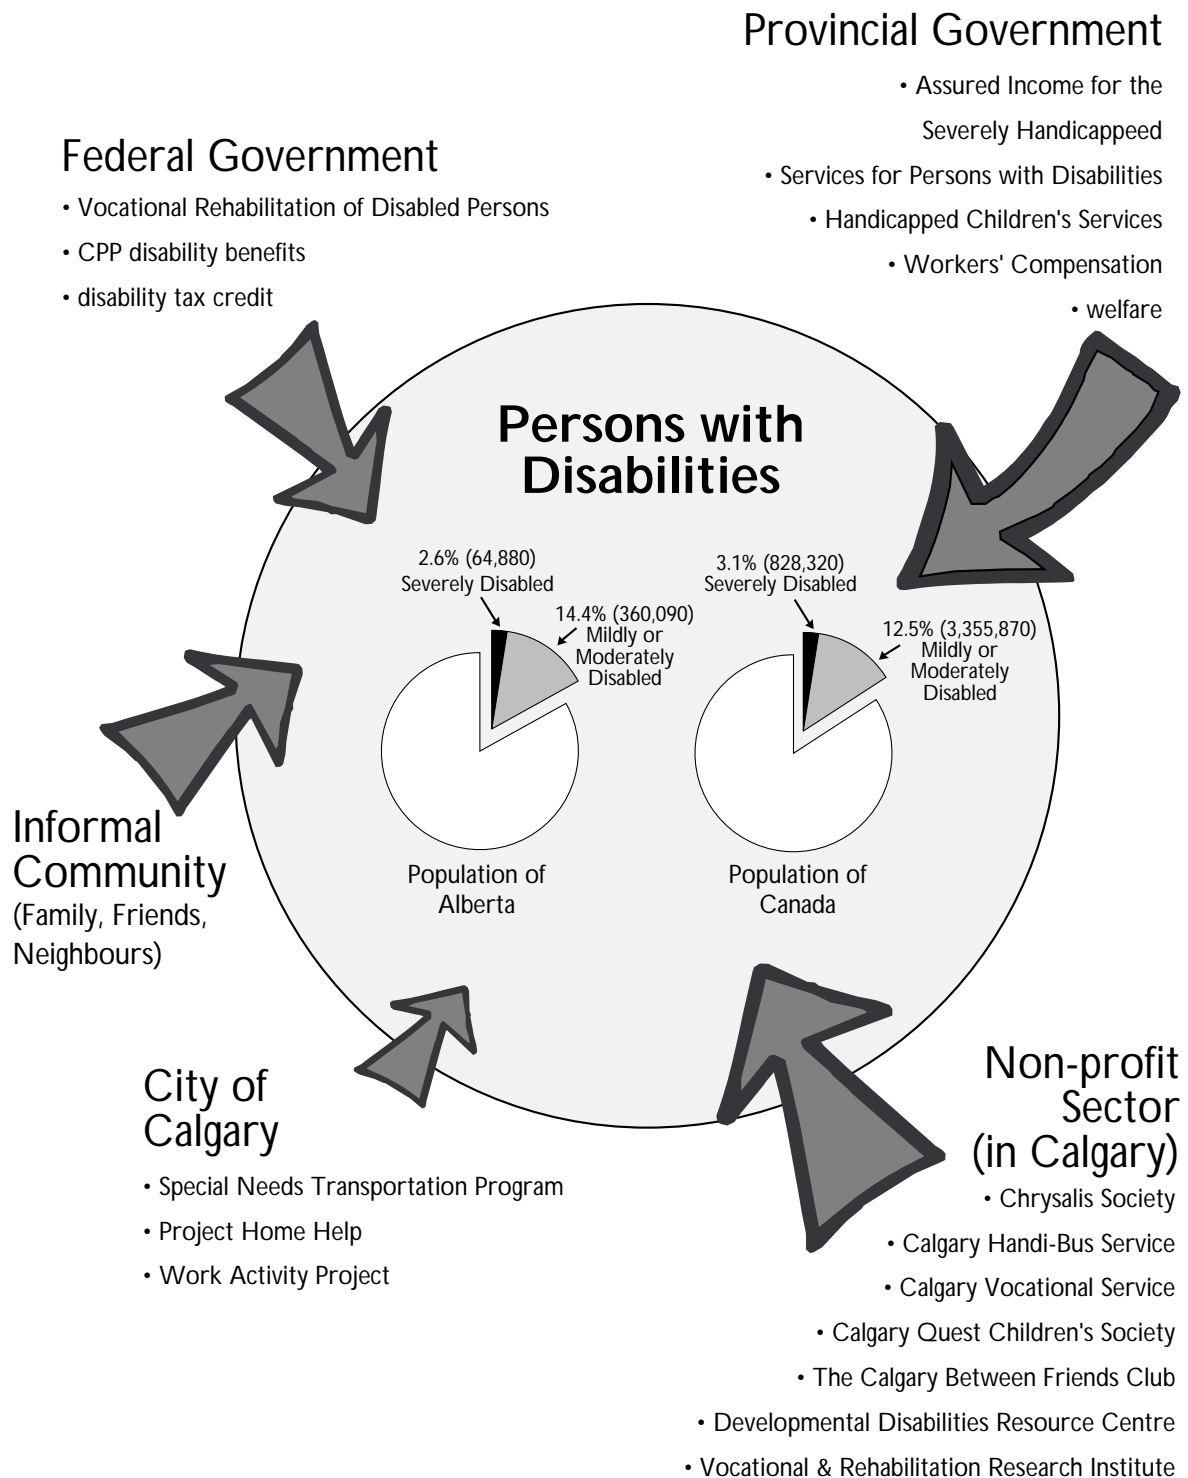 Provincial Government
• Assured Income for the
Severely Handicappeed
• Services for Persons with Disabilities
• Handicapped Children's Services
• Workers' Compensation
• welfare
Federal Government
• Vocational Rehabilitation of Disabled Persons
• CPP disability benefits
• disability tax credit
Persons with
Disabilities
2.6% (64,880)
Severely Disabled
14.4% (360,090)
Mildly or
Moderately
Disabled
Population of
Alberta
3.1% (828,320)
Severely Disabled
12.5% (3,355,870)
Mildly or
Moderately
Disabled
Population of
Canada
Informal
Community
(Family, Friends,
Neighbours)
City of
Calgary
• Special Needs Transportation Program
• Project Home Help
• Work Activity Project
Non-profit
Sector
(in Calgary)
• Chrysalis Society
• Calgary Handi-Bus Service
• Calgary Vocational Service
• Calgary Quest Children's Society
• The Calgary Between Friends Club
• Developmental Disabilities Resource Centre
• Vocational & Rehabilitation Research Institute